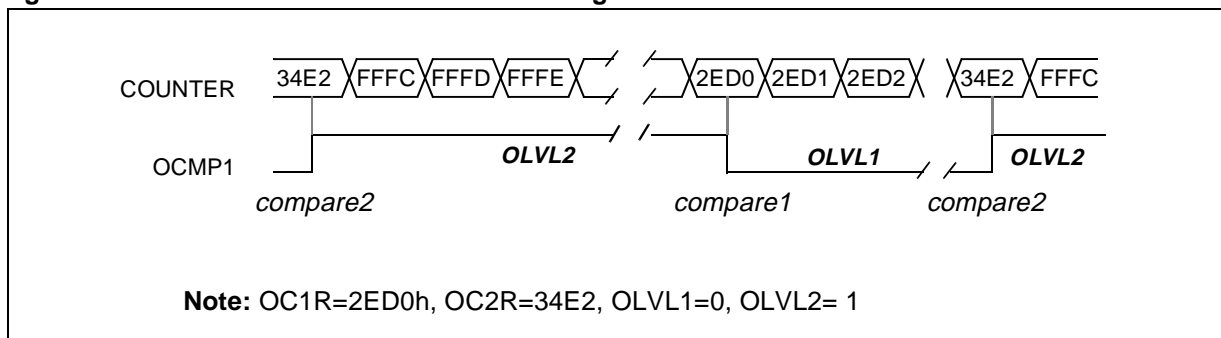 COUNTER 34E2 FFFC FFFD FFFE 2ED0 2ED1 2ED2 34E2 FFFC
OCMP1 OLVL2 OLVL1 OLVL2
compare2 compare1 compare2
Note: OC1R=2ED0h, OC2R=34E2, OLVL1=0, OLVL2= 1